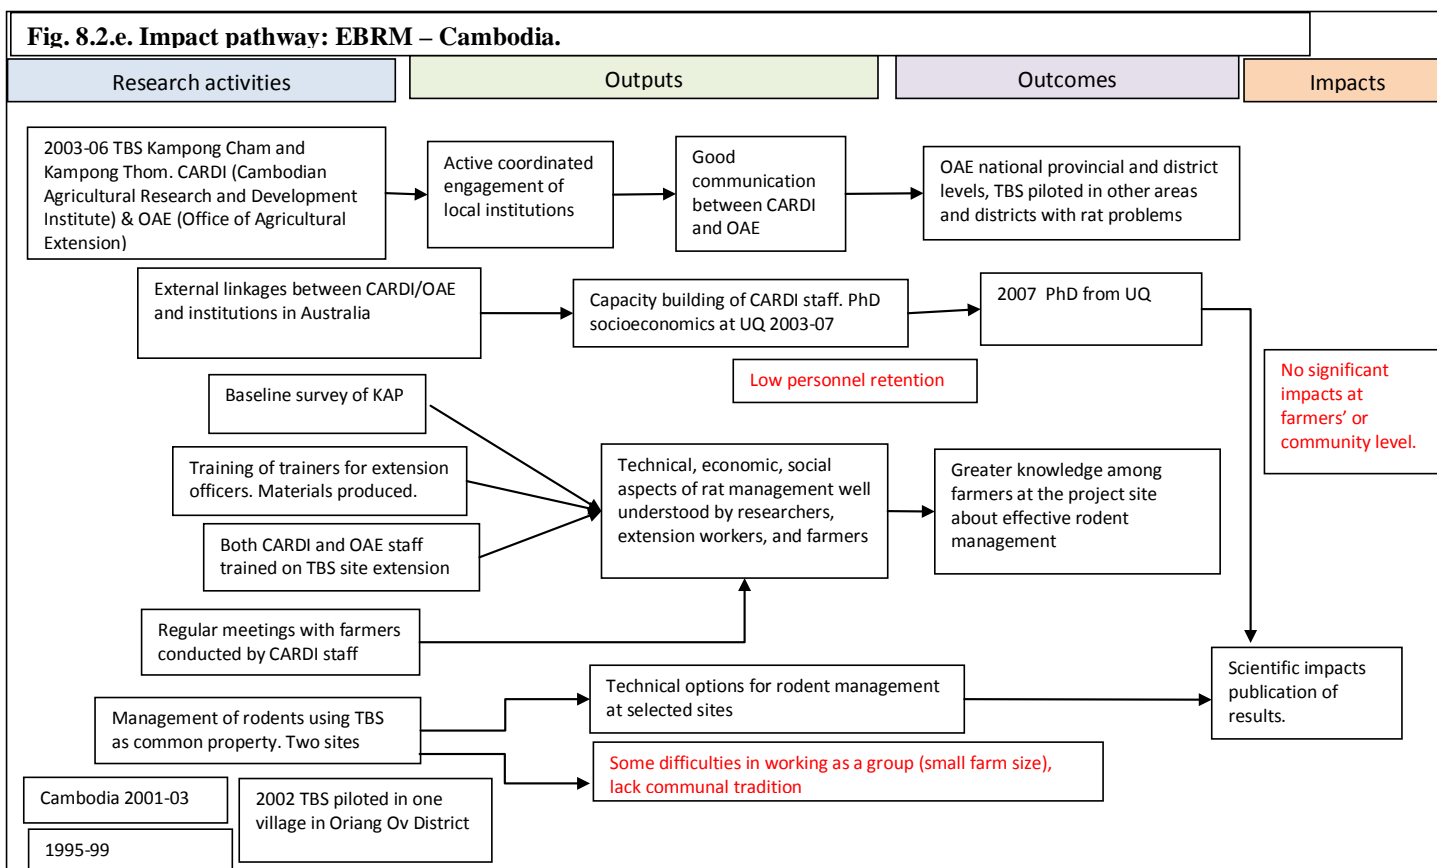 Fig. 8.2.e. Impact pathway: EBRM – Cambodia.
Research activities
Outputs
Outcomes
Impacts
2003-06 TBS Kampong Cham and
Kampong Thom. CARDI (Cambodian
Agricultural Research and Development
Institute) & OAE (Office of Agricultural
Extension)
Active coordinated
engagement of
local institutions
Good
communication
between CARDI
and OAE
OAE national provincial and district
levels, TBS piloted in other areas
and districts with rat problems
External linkages between CARDI/OAE
and institutions in Australia
Capacity building of CARDI staff. PhD
socioeconomics at UQ 2003-07
2007  PhD from UQ
Low personnel retention
No significant
impacts at
farmers’ or
community level.
Baseline survey of KAP
Training of trainers for extension
officers. Materials produced.
Both CARDI and OAE staff
trained on TBS site extension
Technical, economic, social
aspects of rat management well
understood by researchers,
extension workers, and farmers
Greater knowledge among
farmers at the project site
about effective rodent
management
Regular meetings with farmers
conducted by CARDI staff
Management of rodents using TBS
as common property. Two sites
Technical options for rodent management
at selected sites
Scientific impacts
publication of
results.
Some difficulties in working as a group (small farm size),
lack communal tradition
Cambodia 2001-03
2002 TBS piloted in one
village in Oriang Ov District
1995-99